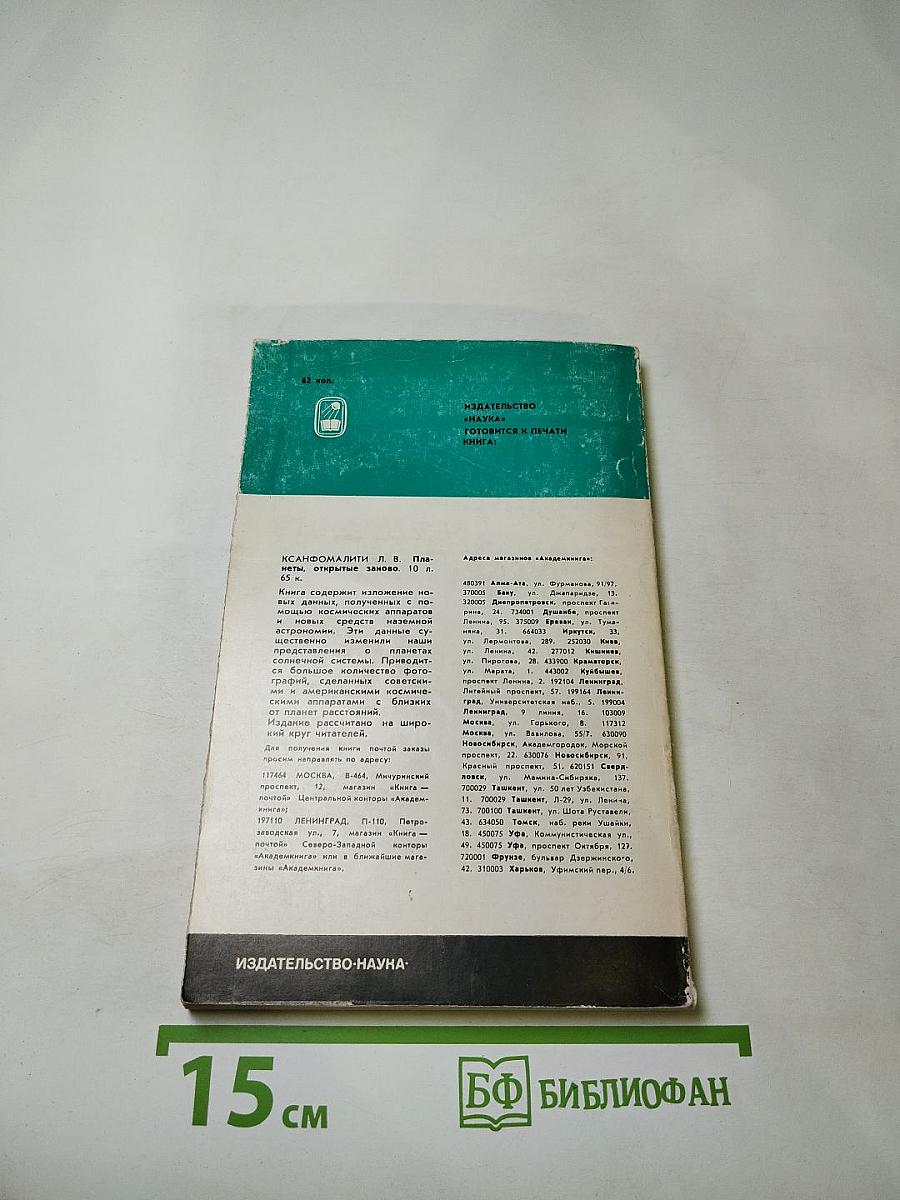 62 коп.
ИЗДАТЕЛЬСТВО
«НАУКА»
ГОТОВИТСЯ К ПЕЧАТИ
КНИГА:
КСАНФОМАЛИТИ Л. В. Пла-
неты, открытые заново. 10 л.
65 к.
Книга содержит изложение но-
вых данных, полученных с по-
мощью космических аппаратов
и новых средств наземной
астрономии. Эти данные су-
щественно изменили наши
представления о планетах
солнечной системы. Приводит-
ся большое количество фото-
графий, сделанных советски-
ми и американскими космиче-
скими аппаратами с близких
от планет расстояний.
Издание рассчитано на широ-
кий круг читателей.
Для получения книги почтой заказы
просим направлять по адресу:
117464 МОСКВА, В-464, Мичуринский
проспект, 12, магазин «Книга —
почтой» Центральной конторы «Академ-
книга»;
197110 ЛЕНИНГРАД, П-110, Петро-
заводская ул., 7, магазин «Книга —
почтой» Северо-Западной конторы
«Академкнига» или в ближайшие мага-
зины «Академкнига».
Адреса магазинов «Академкнига»:
480391 Алма-Ата, ул. Фурманова, 91/97.
370005 Баку, ул. Джапаридзе, 13.
320005 Днепропетровск, проспект Гага-
рина, 24. 734001 Душанбе, проспект
Ленина, 95. 375009 Ереван, ул. Тума-
няна, 31. 664033 Иркутск, 33,
ул. Лермонтова, 289. 252030 Киев,
ул. Ленина, 42. 277012 Кишинев,
ул. Пирогова, 28. 433900 Краматорск,
ул. Марата, 1. 443002 Куйбышев,
проспект Ленина, 2. 192104 Ленинград,
Литейный проспект, 57. 199164 Ленин-
град, Университетская наб., 5. 199004
Ленинград, 9 линия, 16. 103009
Москва, ул. Горького, 8. 117312
Москва, ул. Вавилова, 55/7. 630090
Новосибирск, Академгородок, Морской
проспект, 22. 630076 Новосибирск, 91,
Красный проспект, 51. 620151 Сверд-
ловск, ул. Мамина-Сибиряка, 137.
700029 Ташкент, ул. 50 лет Узбекистана,
11. 700029 Ташкент, Л-29, ул. Ленина,
73. 700100 Ташкент, ул. Шота Руставели,
43. 634050 Томск, наб. реки Ушайки,
18. 450075 Уфа, Коммунистическая ул.,
49. 450075 Уфа, проспект Октября, 127.
720001 Фрунзе, бульвар Дзержинского,
42. 310003 Харьков, Уфимский пер., 4/6.
ИЗДАТЕЛЬСТВО·НАУКА·
15 см
БФ БИБЛИОФАН